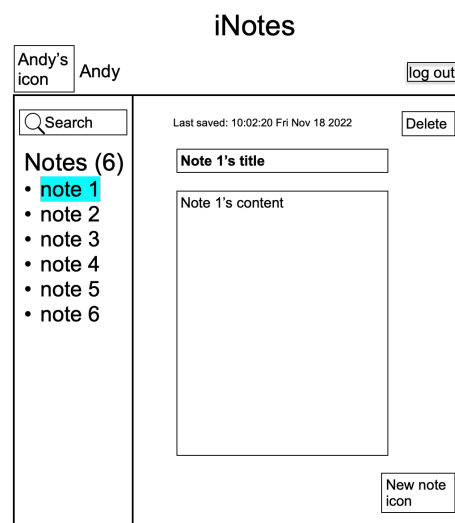 iNotes
Andy's
icon
Andy
log out
Search
Last saved: 10:02:20 Fri Nov 18 2022
Delete
Notes (6)
• note 1
• note 2
• note 3
• note 4
• note 5
• note 6
Note 1's title
Note 1's content
New note
icon